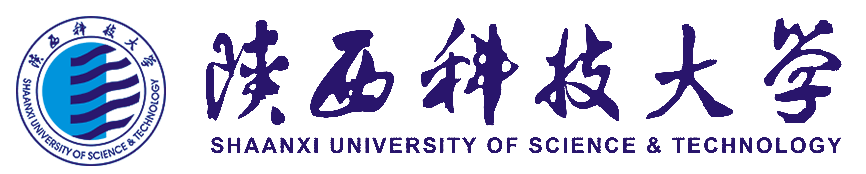 陕西科技大学
SHAANXI UNIVERSITY OF SCIENCE & TECHNOLOGY
陕西科技大学
SHAANXI UNIVERSITY OF SCIENCE & TECHNOLOGY